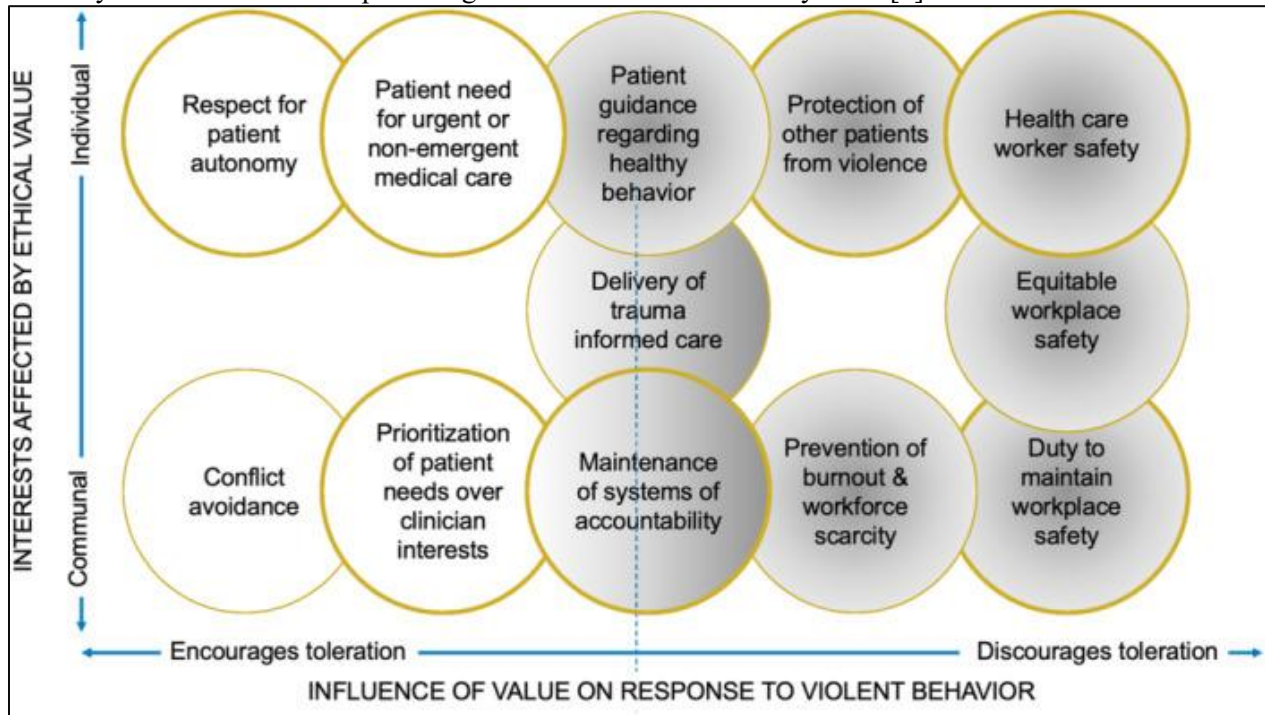 INTERESTS AFFECTED BY ETHICAL VALUE
Individual
Communal
Respect for
patient
autonomy
Patient need
for urgent or
non-emergent
medical care
Patient
guidance
regarding
healthy
behavior
Protection of
other patients
from violence
Health care
worker safety
Delivery of
trauma
informed care
Equitable
workplace
safety
Conflict
avoidance
Prioritization
of patient
needs over
clinician
interests
Maintenance
of systems of
accountability
Prevention of
burnout &
workforce
scarcity
Duty to
maintain
workplace
safety
Encourages toleration
Discourages toleration
INFLUENCE OF VALUE ON RESPONSE TO VIOLENT BEHAVIOR